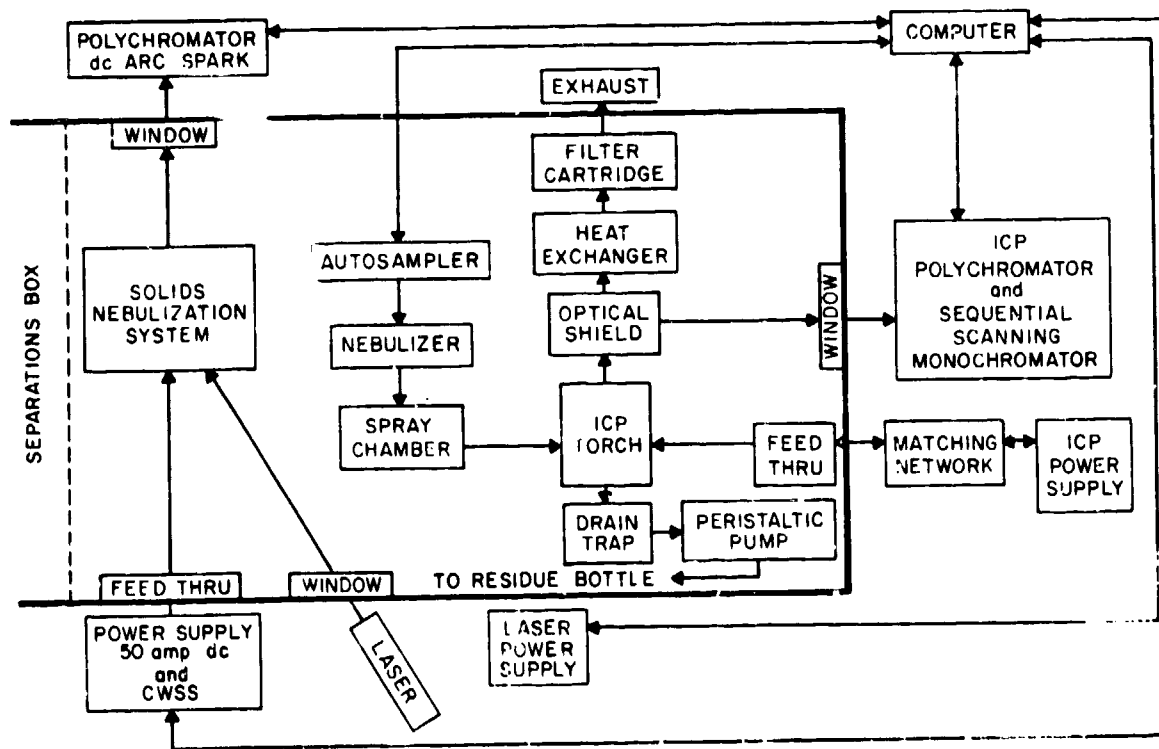 POLYCHROMATOR
dc ARC SPARK
COMPUTER
EXHAUST
WINDOW
FILTER
CARTRIDGE
HEAT
EXCHANGER
AUTOSAMPLER
SOLIDS
NEBULIZATION
SYSTEM
OPTICAL
SHIELD
WINDOW
ICP
POLYCHROMATOR
and
SEQUENTIAL
SCANNING
MONOCHROMATOR
NEBULIZER
SEPARATIONS BOX
SPRAY
CHAMBER
ICP
TORCH
FEED
THRU
MATCHING
NETWORK
ICP
POWER
SUPPLY
DRAIN
TRAP
PERISTALTIC
PUMP
TO RESIDUE BOTTLE
FEED THRU
WINDOW
POWER SUPPLY
50 amp dc
and
CWSS
LASER
LASER
POWER
SUPPLY